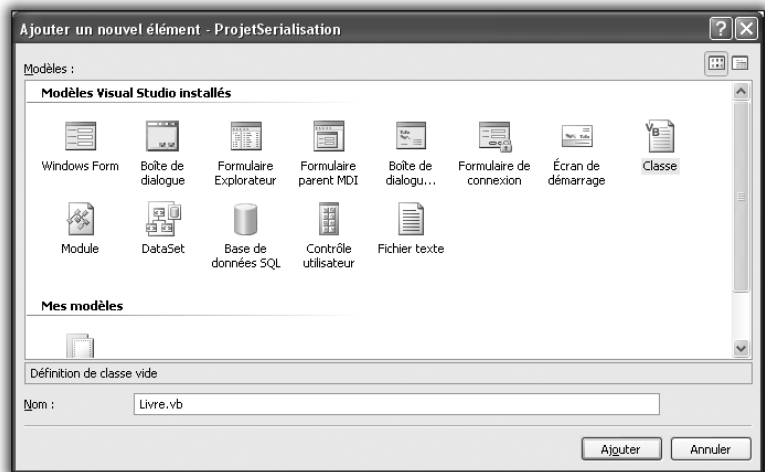 Ajouter un nouvel élément - ProjetSerialisation
Modèles :
Modèles Visual Studio installés
Windows Form
Boîte de dialogue
Formulaire Explorateur
Formulaire parent MDI
Boîte de dialogu...
Formulaire de connexion
Écran de démarrage
VB
Classe
Module
DataSet
Base de données SQL
Contrôle utilisateur
Fichier texte
Mes modèles
Définition de classe vide
Nom :
Livre.vb
Ajouter
Annuler